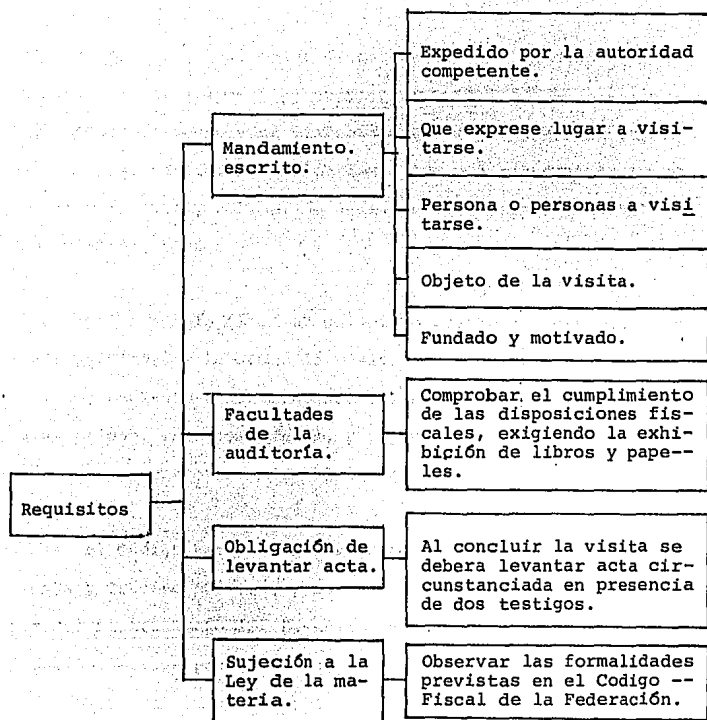 Requisitos
Mandamiento.
escrito.
Expedido por la autoridad
competente.
Que exprese lugar a visi-
tarse.
Persona o personas a visi
tarse.
Objeto de la visita.
Fundado y motivado.
Facultades
de la
auditoría.
Comprobar el cumplimiento
de las disposiciones fis-
cales, exigiendo la exhi-
bición de libros y pape--
les.
Obligación de
levantar acta.
Al concluir la visita se
debera levantar acta cir-
cunstanciada en presencia
de dos testigos.
Sujeción a la
Ley de la ma-
teria.
Observar las formalidades
previstas en el Codigo --
Fiscal de la Federación.